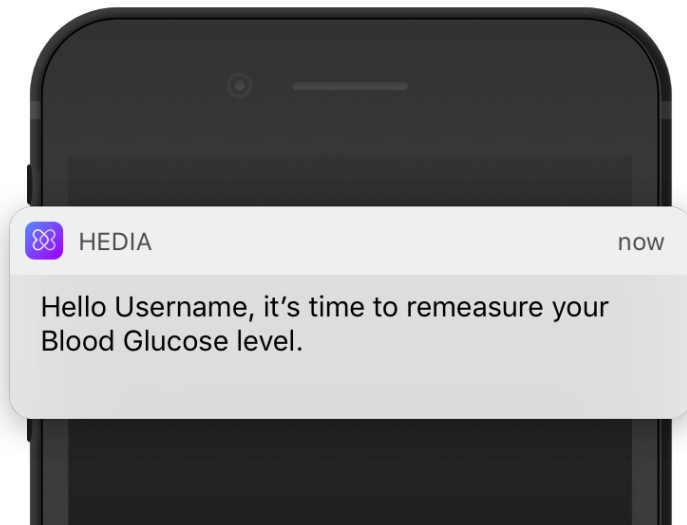 HEDIA now
Hello Username, it’s time to remeasure your
Blood Glucose level.